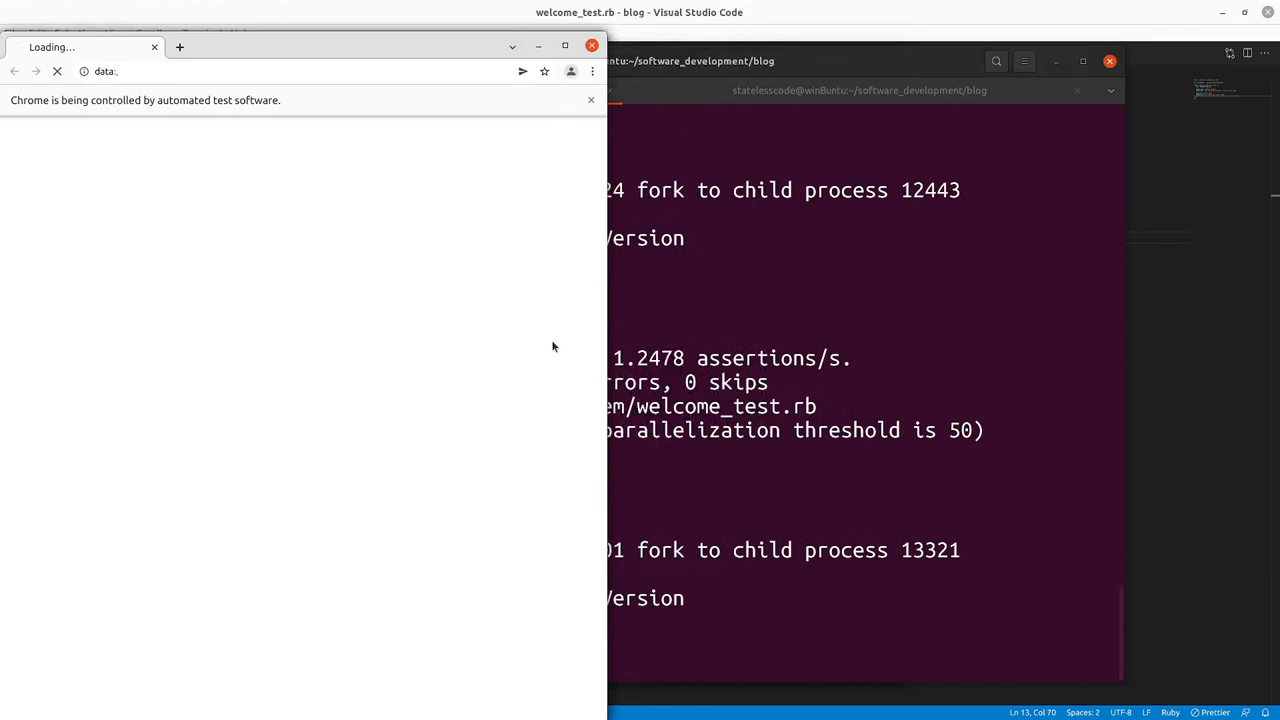 welcome_test.rb - blog - Visual Studio Code
Loading...
data:,
Chrome is being controlled by automated test software.
untu:~/software_development/blog
statelesscode@winBuntu:~/software_development/blog
24 fork to child process 12443
Version
1.2478 assertions/s.
rrors, 0 skips
em/welcome_test.rb
parallelization threshold is 50)
01 fork to child process 13321
Version
Ln 13, Col 70 Spaces: 2 UTF-8 LF Ruby Prettier